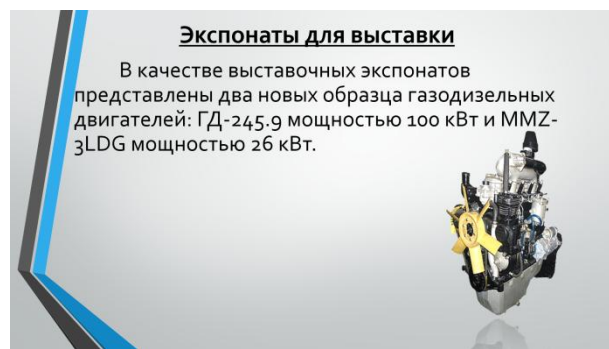 Экспонаты для выставки
В качестве выставочных экспонатов
представлены два новых образца газодизельных
двигателей: ГД-245.9 мощностью 100 кВт и MMZ-
3LDG мощностью 26 кВт.